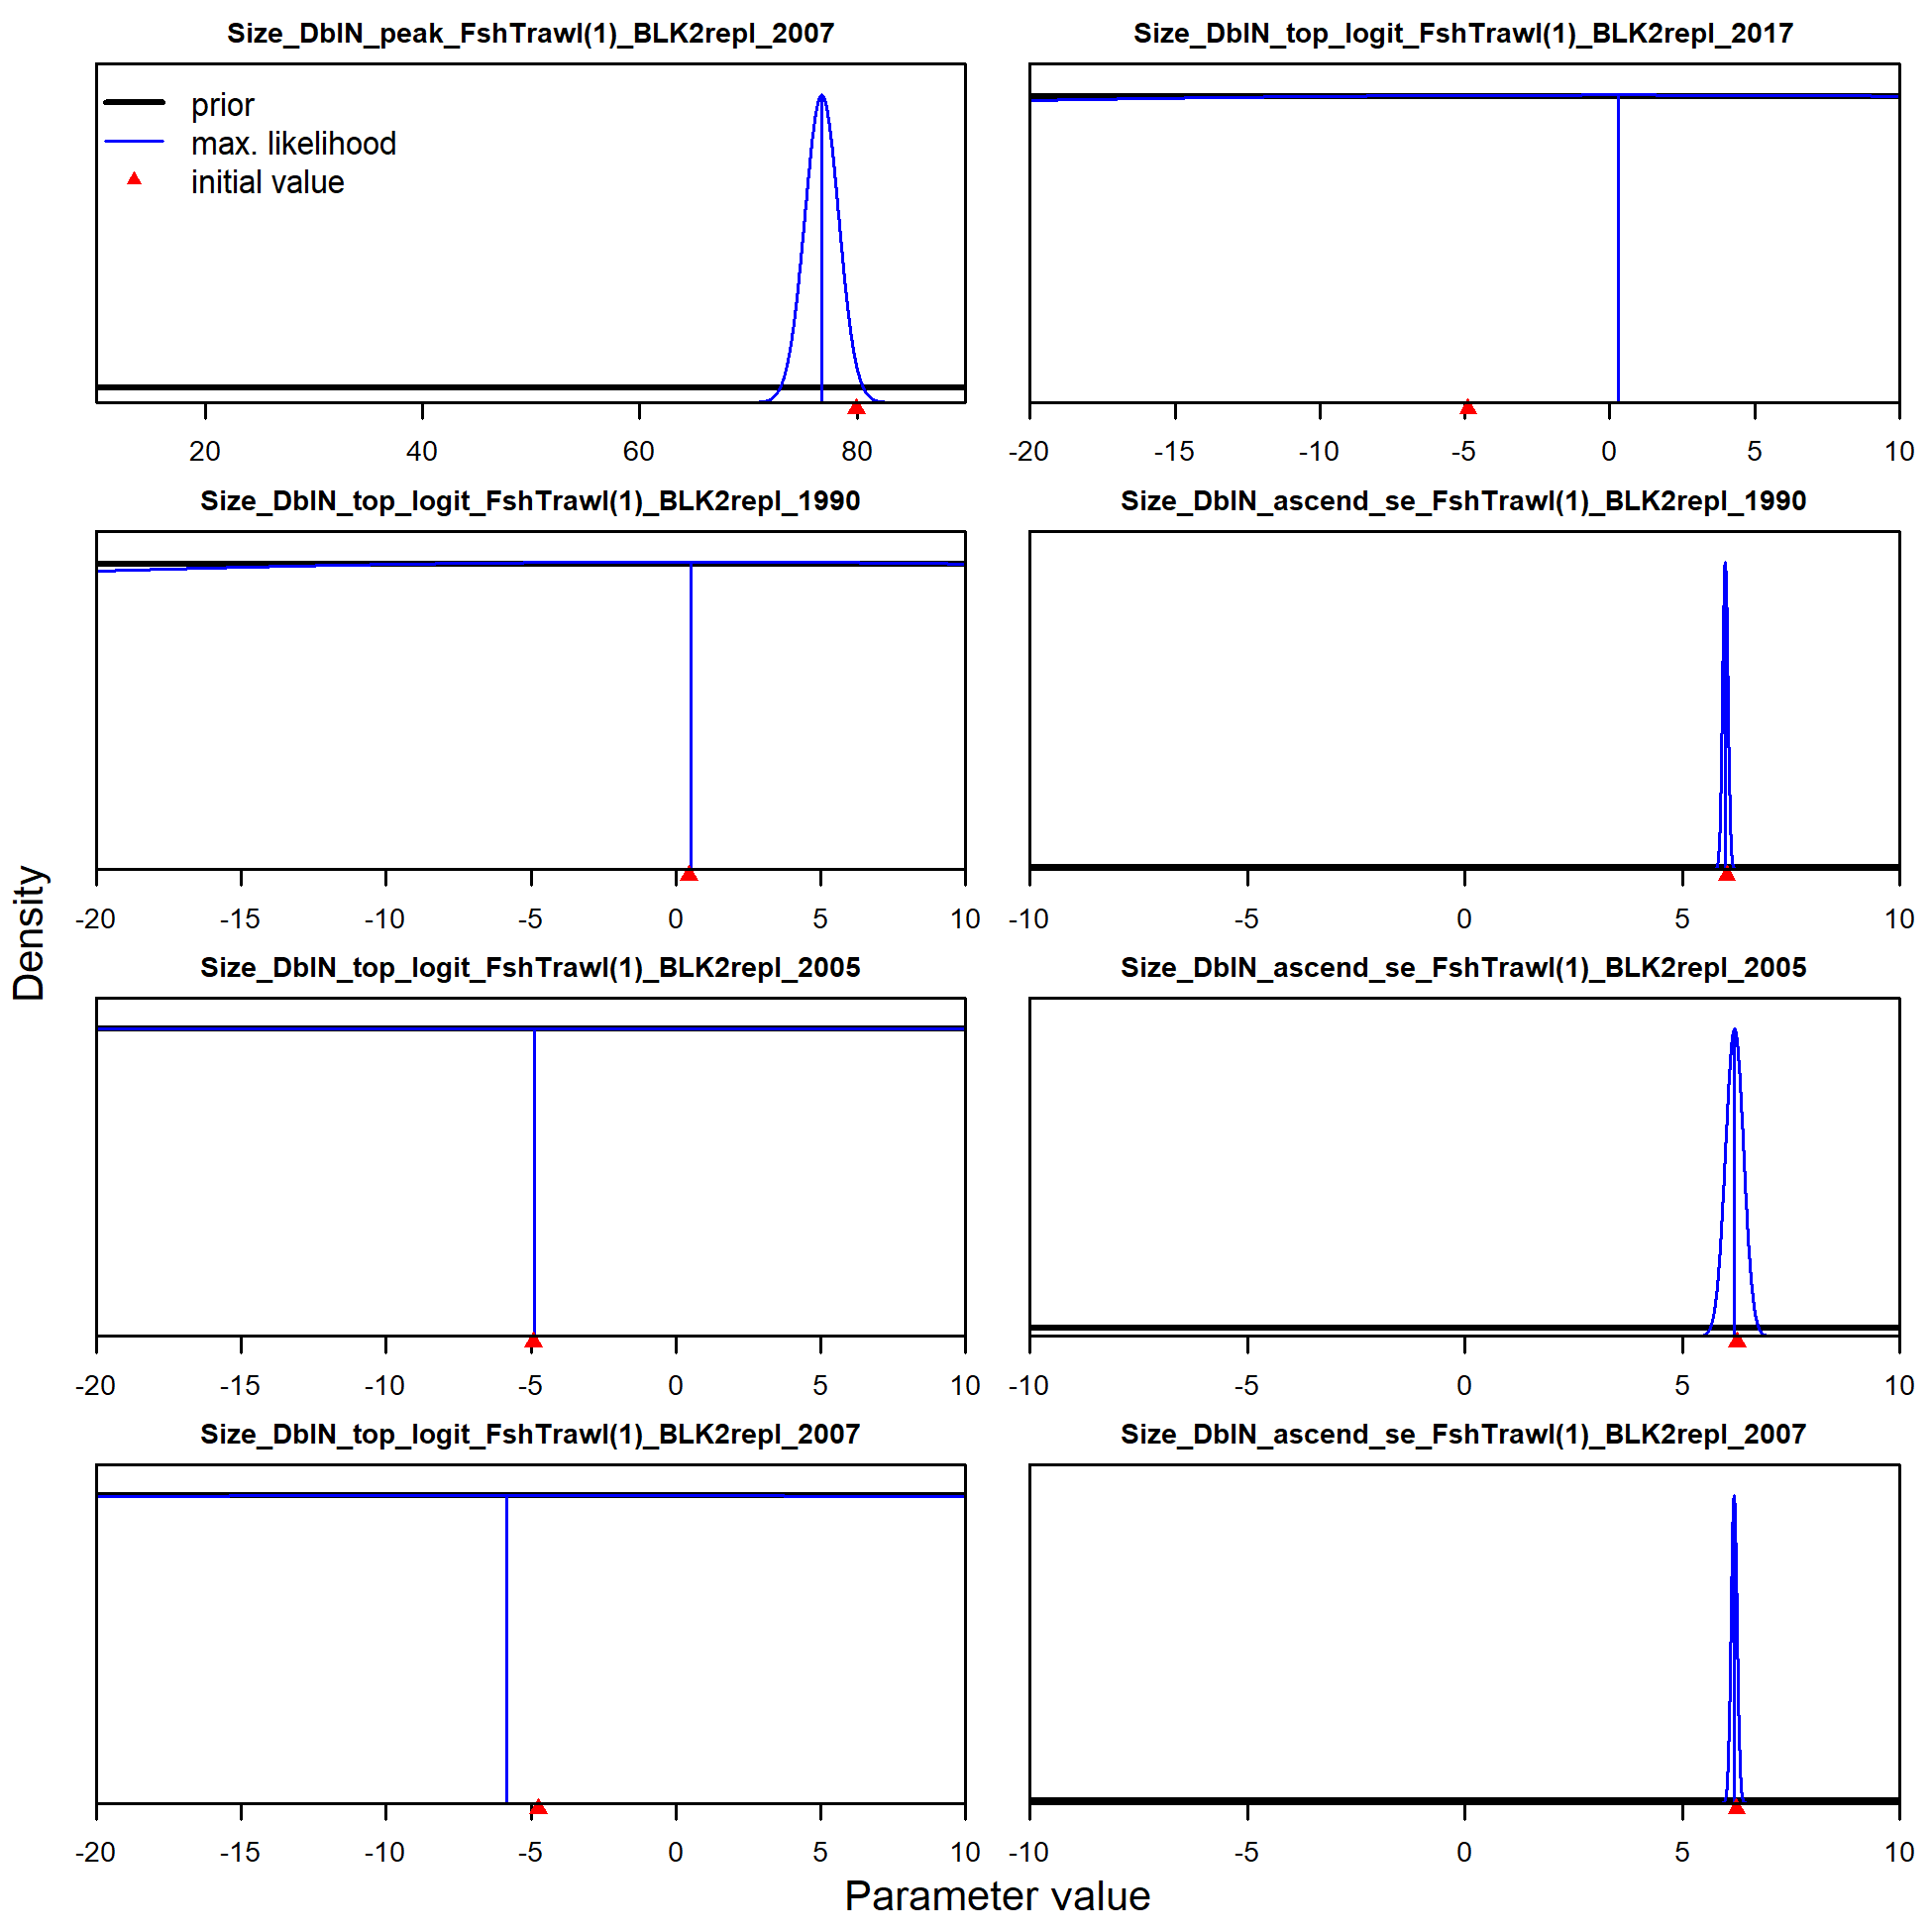 Size_DblN_peak_FshTrawl(1)_BLK2repl_2007
prior
max. likelihood
initial value
20 40 60 80
Size_DblN_top_logit_FshTrawl(1)_BLK2repl_2017
-20 -15 -10 -5 0 5 10
Size_DblN_top_logit_FshTrawl(1)_BLK2repl_1990
-20 -15 -10 -5 0 5 10
Size_DblN_ascend_se_FshTrawl(1)_BLK2repl_1990
-10 -5 0 5 10
Size_DblN_top_logit_FshTrawl(1)_BLK2repl_2005
-20 -15 -10 -5 0 5 10
Size_DblN_ascend_se_FshTrawl(1)_BLK2repl_2005
-10 -5 0 5 10
Size_DblN_top_logit_FshTrawl(1)_BLK2repl_2007
-20 -15 -10 -5 0 5 10
Size_DblN_ascend_se_FshTrawl(1)_BLK2repl_2007
-10 -5 0 5 10
Density
Parameter value